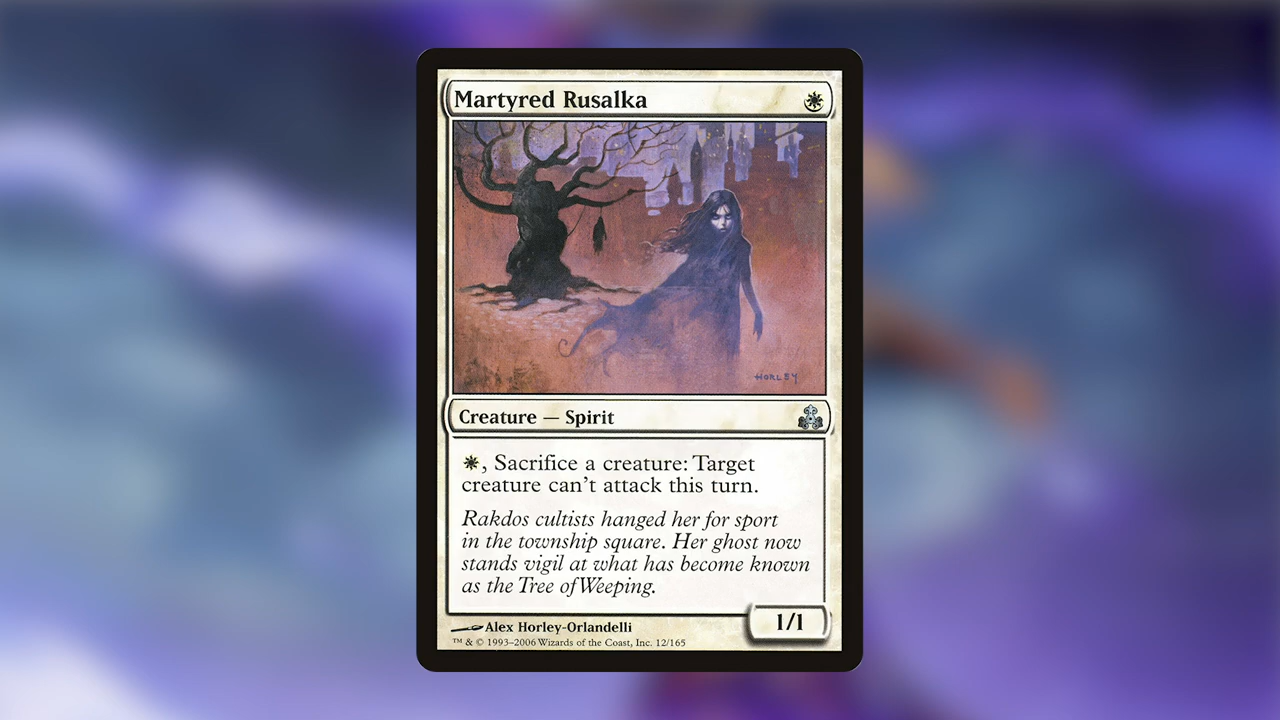 Martyred Rusalka
HORLEY
Creature — Spirit
, Sacrifice a creature: Target
creature can't attack this turn.
Rakdos cultists hanged her for sport
in the township square. Her ghost now
stands vigil at what has become known
as the Tree of Weeping.
1/1
Alex Horley-Orlandelli
™ & © 1993–2006 Wizards of the Coast, Inc. 12/165